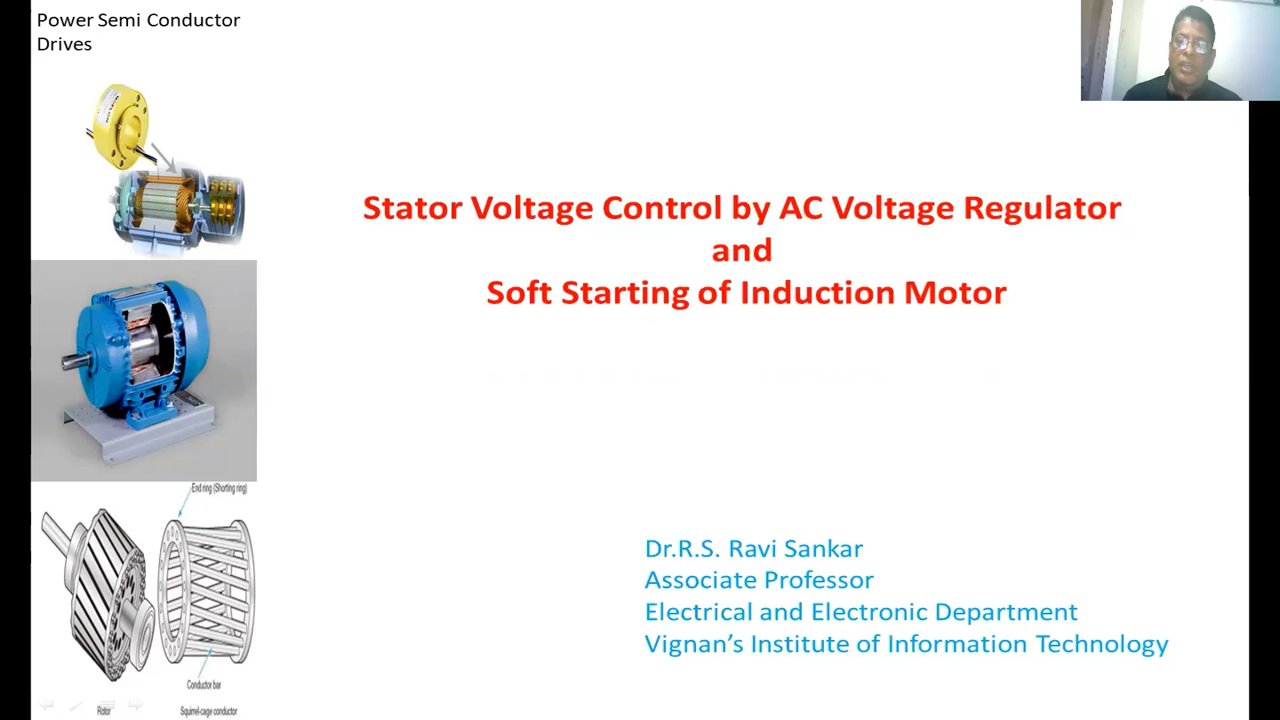 Power Semi Conductor
Drives
Stator Voltage Control by AC Voltage Regulator
and
Soft Starting of Induction Motor
End ring (Shorting ring)
Conductor bar
Rotor
Squirrel-cage conductor
Dr.R.S. Ravi Sankar
Associate Professor
Electrical and Electronic Department
Vignan’s Institute of Information Technology